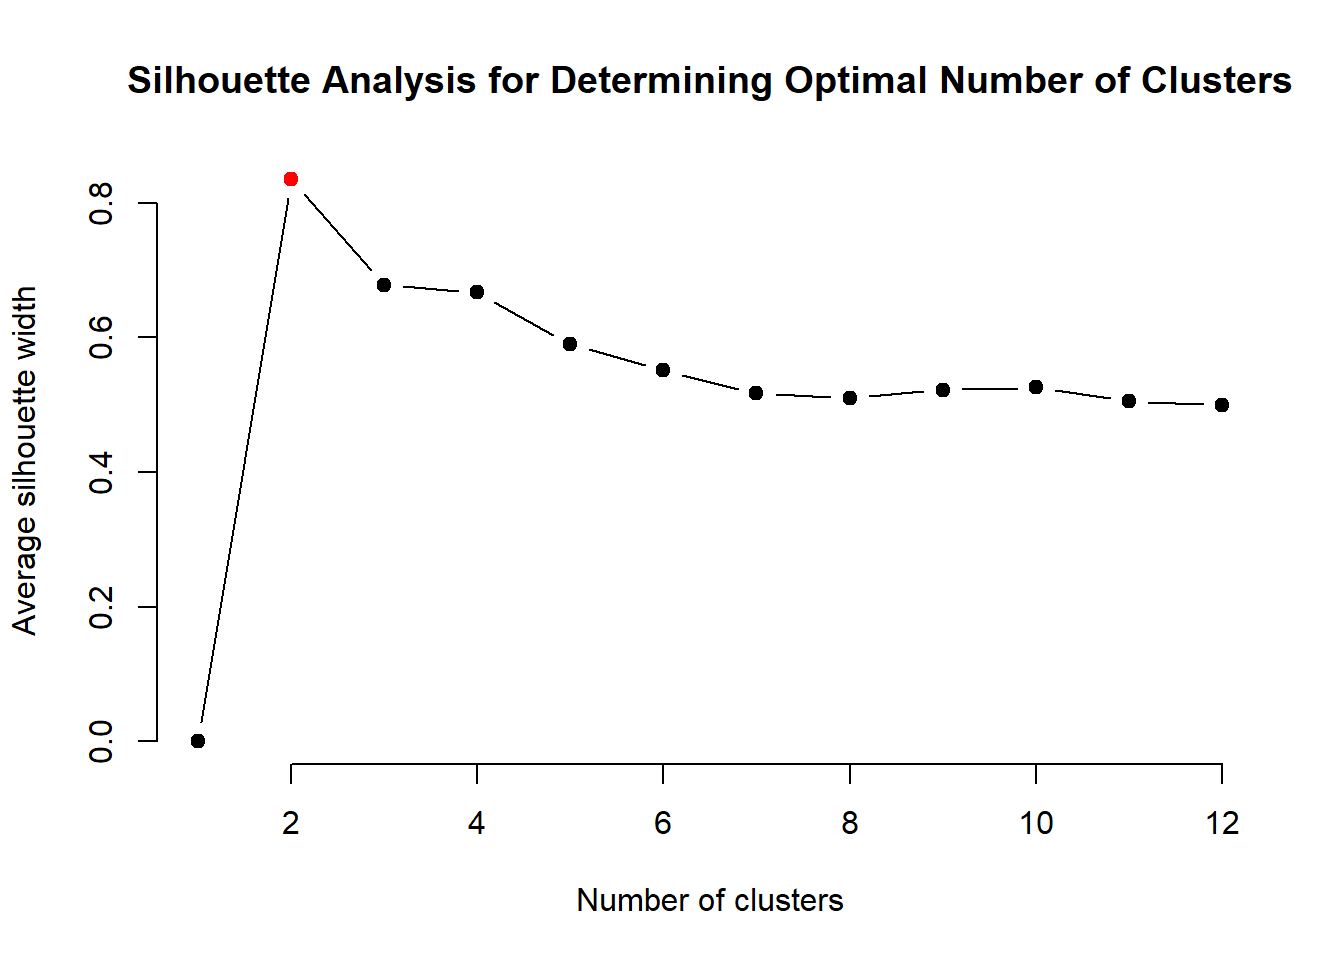 Silhouette Analysis for Determining Optimal Number of Clusters
Average silhouette width
0.8
0.6
0.4
0.2
0.0
2 4 6 8 10 12
Number of clusters